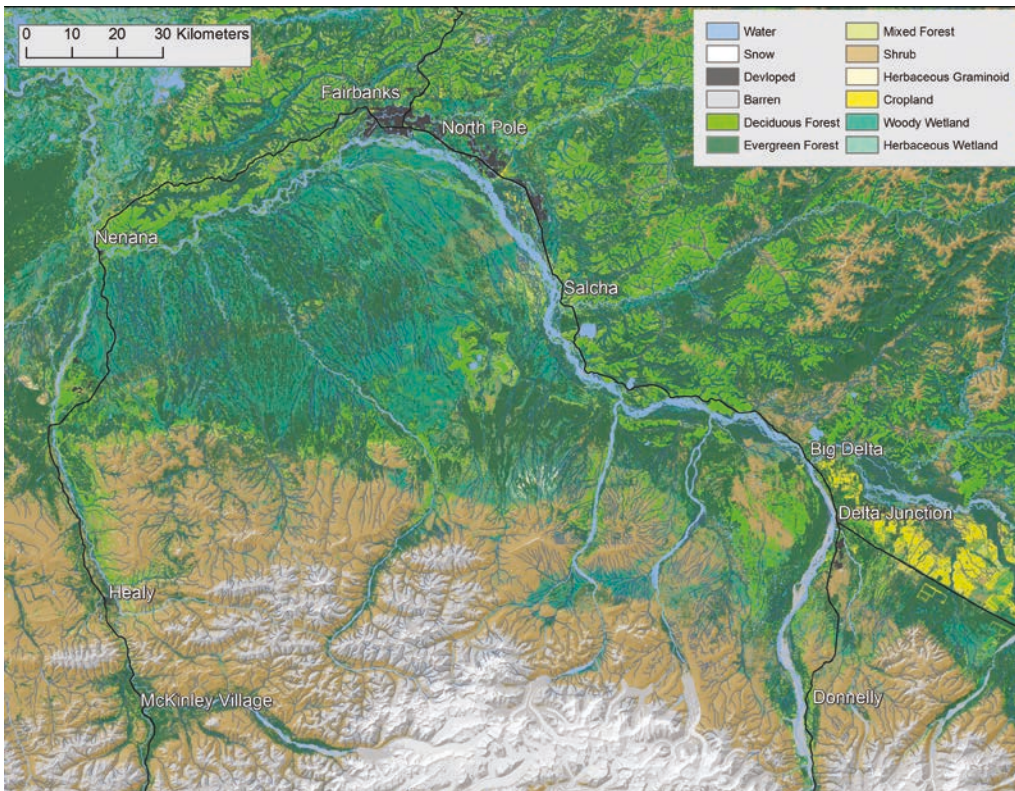 0 10 20 30 Kilometers
Water
Snow
Devloped
Barren
Deciduous Forest
Evergreen Forest
Mixed Forest
Shrub
Herbaceous Graminoid
Cropland
Woody Wetland
Herbaceous Wetland
Fairbanks
North Pole
Nenana
Salcha
Big Delta
Delta Junction
Healy
McKinley Village
Donnelly